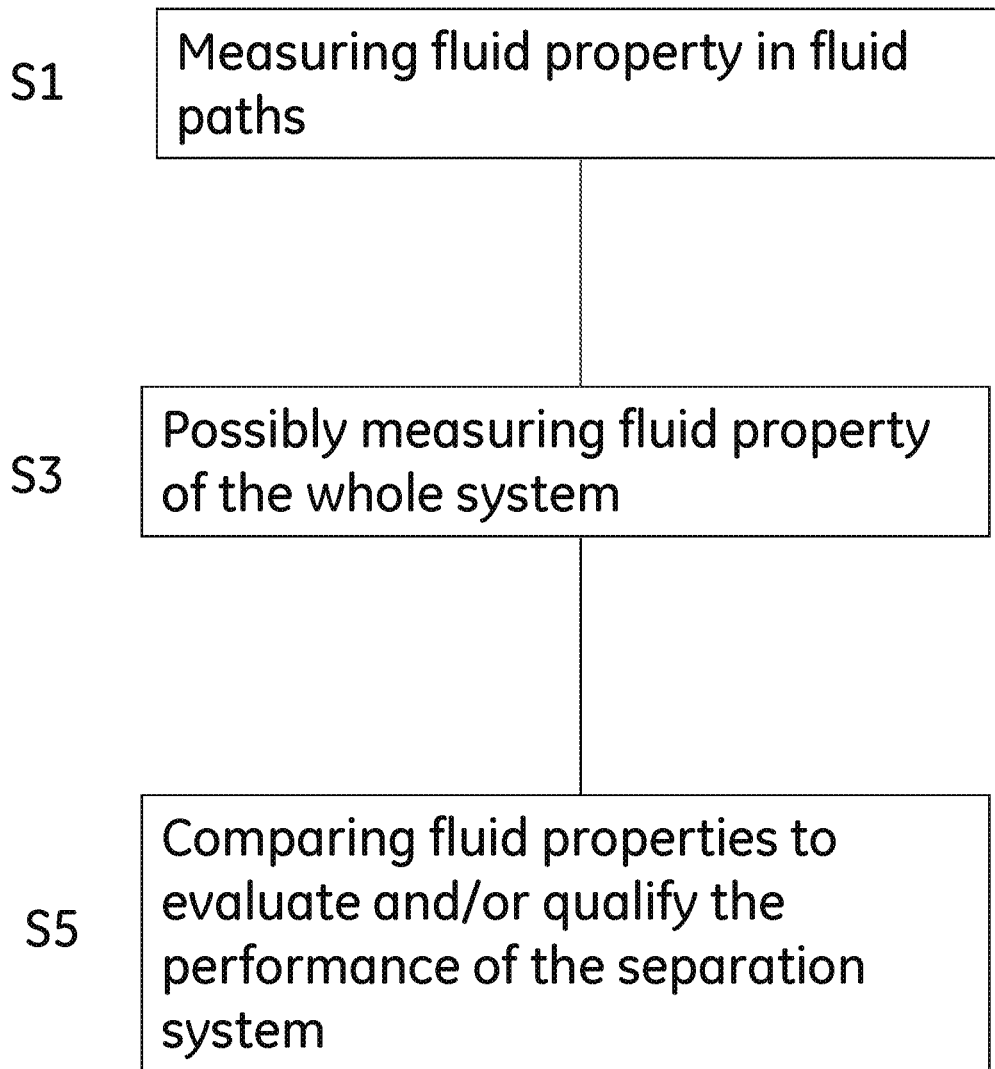 S1
Measuring fluid property in fluid
paths
S3
Possibly measuring fluid property
of the whole system
S5
Comparing fluid properties to
evaluate and/or qualify the
performance of the separation
system